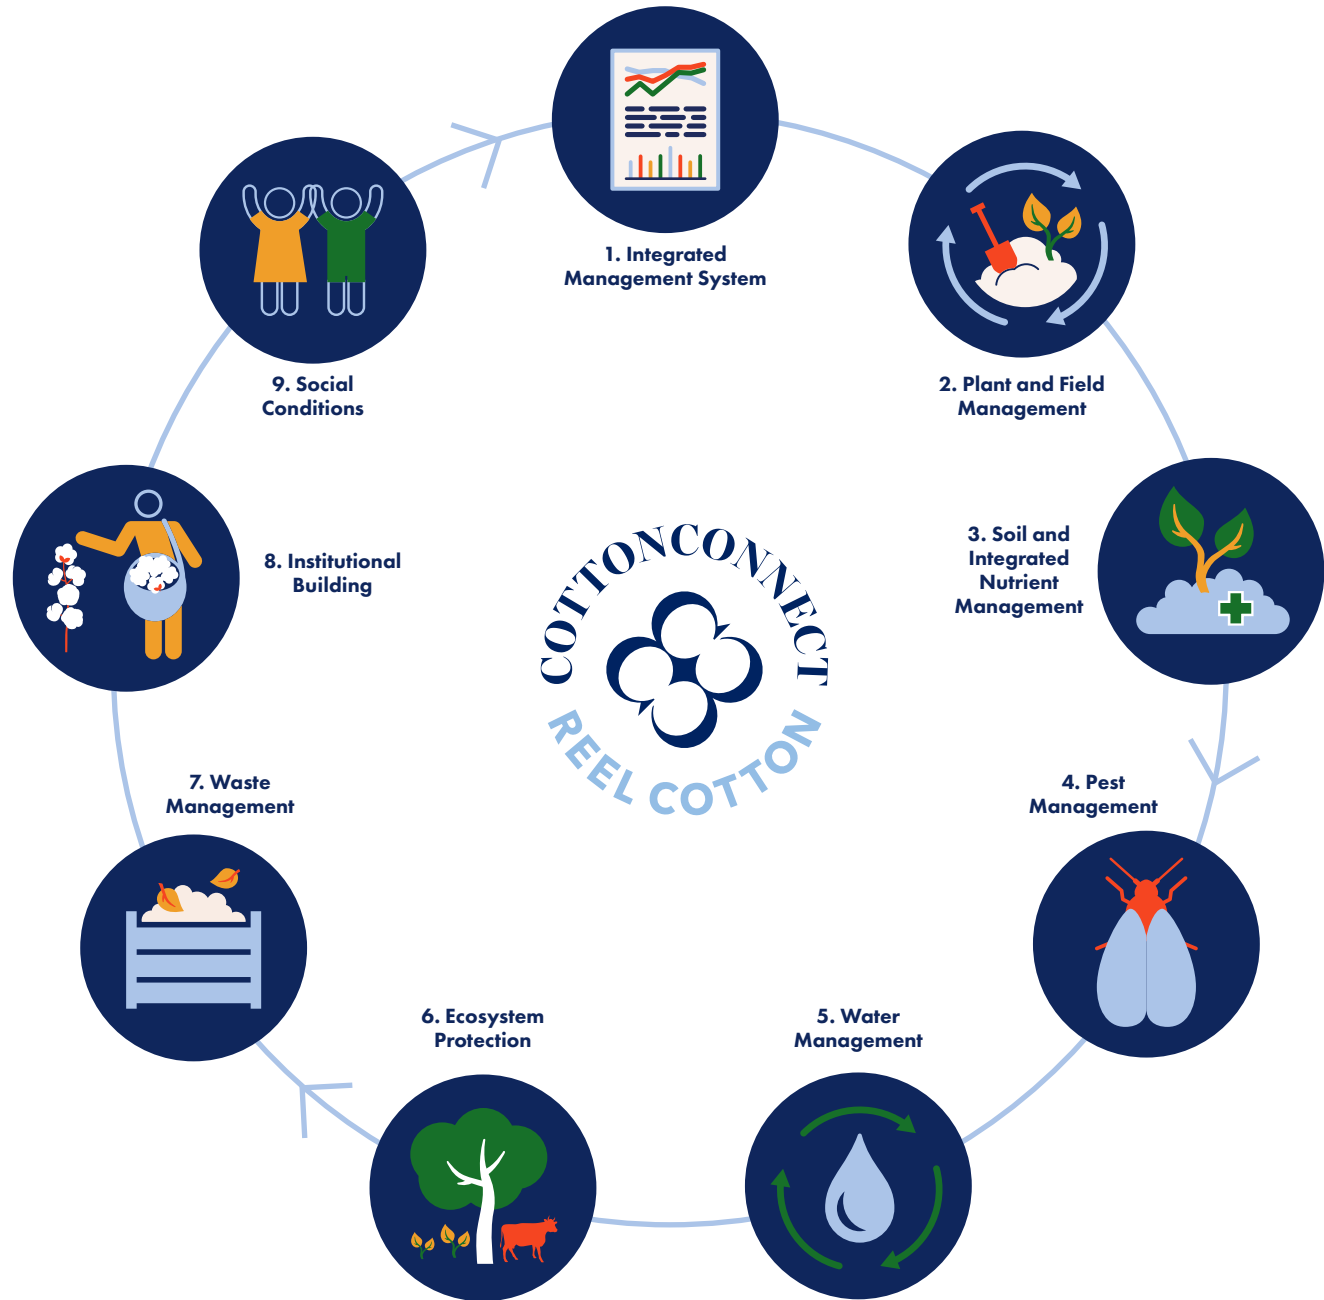 1. Integrated
Management System
2. Plant and Field
Management
3. Soil and
Integrated
Nutrient
Management
4. Pest
Management
5. Water
Management
6. Ecosystem
Protection
7. Waste
Management
8. Institutional
Building
9. Social
Conditions
COTTONCONNECT
REEL COTTON